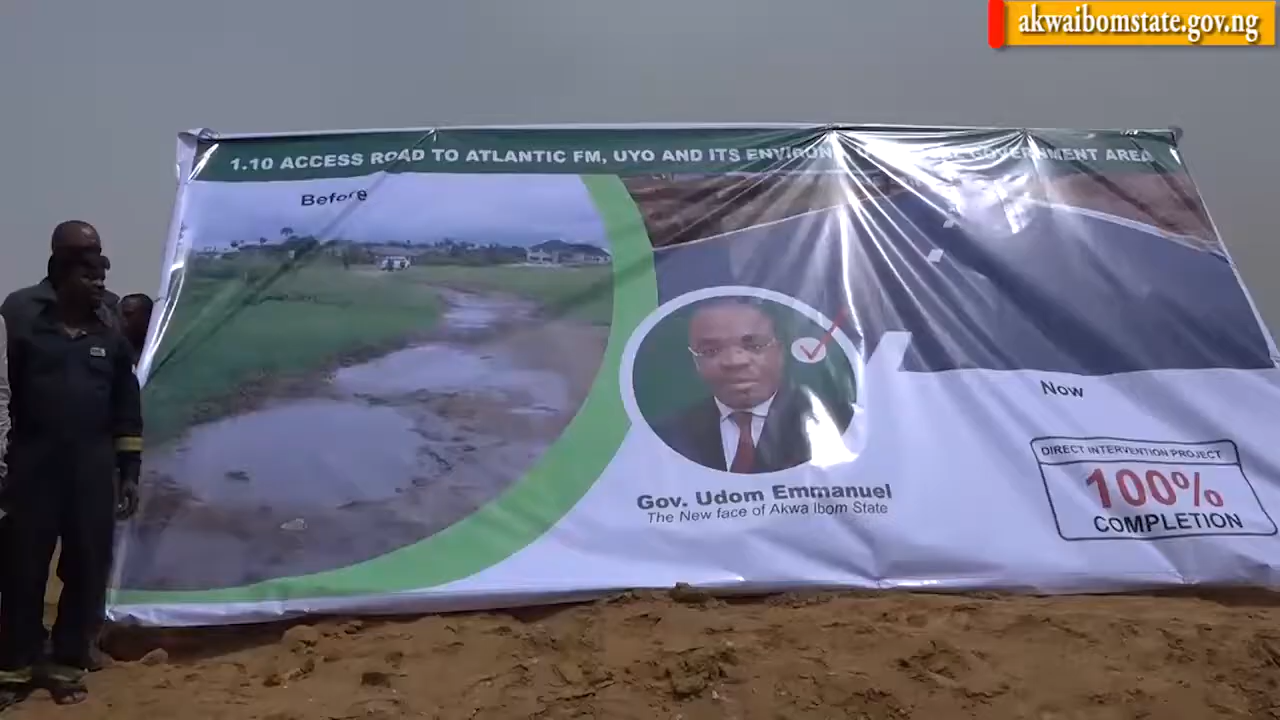 akwaibomstate.gov.ng
1.10 ACCESS ROAD TO ATLANTIC FM, UYO AND ITS ENVIRON GOVERNMENT AREA
Before
Now
Gov. Udom Emmanuel
The New face of Akwa Ibom State
DIRECT INTERVENTION PROJECT
100%
COMPLETION